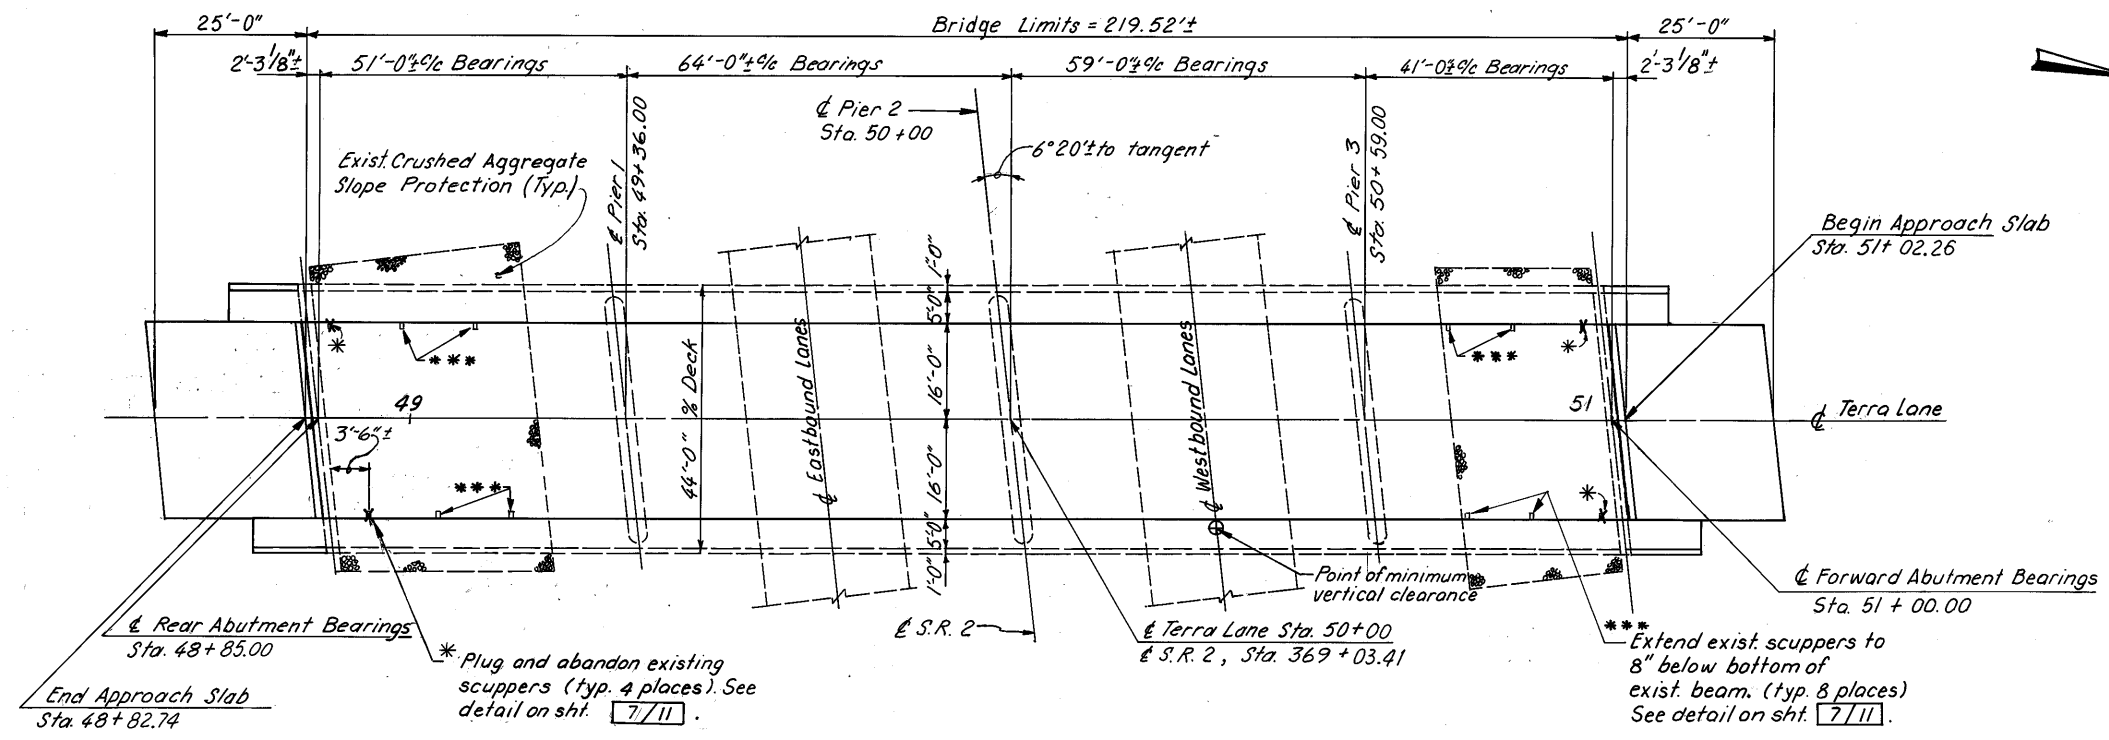 25'-0"
Bridge Limits = 219.52'±
25'-0"
2'-3 1/8"±
51'-0"± c/c Bearings
64'-0"± c/c Bearings
59'-0"± c/c Bearings
41'-0"± c/c Bearings
2'-3 1/8"±
℄ Pier 2
Sta. 50+00
6°20'± to tangent
Exist. Crushed Aggregate
Slope Protection (Typ.)
℄ Pier 1
Sta. 49+36.00
℄ Pier 3
Sta. 50+59.00
Begin Approach Slab
Sta. 51+02.26
1'-0"
5'-0"
16'-0"
16'-0"
5'-0"
1'-0"
44'-0" % Deck
℄ Eastbound Lanes
℄ Westbound Lanes
*
***
***
*
49
51
℄ Terra Lane
3'-6"±
***
*
Point of minimum
vertical clearance
℄ Forward Abutment Bearings
Sta. 51+00.00
℄ Rear Abutment Bearings
Sta. 48+85.00
℄ S.R. 2
℄ Terra Lane Sta. 50+00
℄ S.R. 2, Sta. 369+03.41
* Plug and abandon existing
scuppers (typ. 4 places). See
detail on sht. 7/11.
***
Extend exist. scuppers to
8" below bottom of
exist. beam. (typ. 8 places)
See detail on sht. 7/11.
End Approach Slab
Sta. 48+82.74